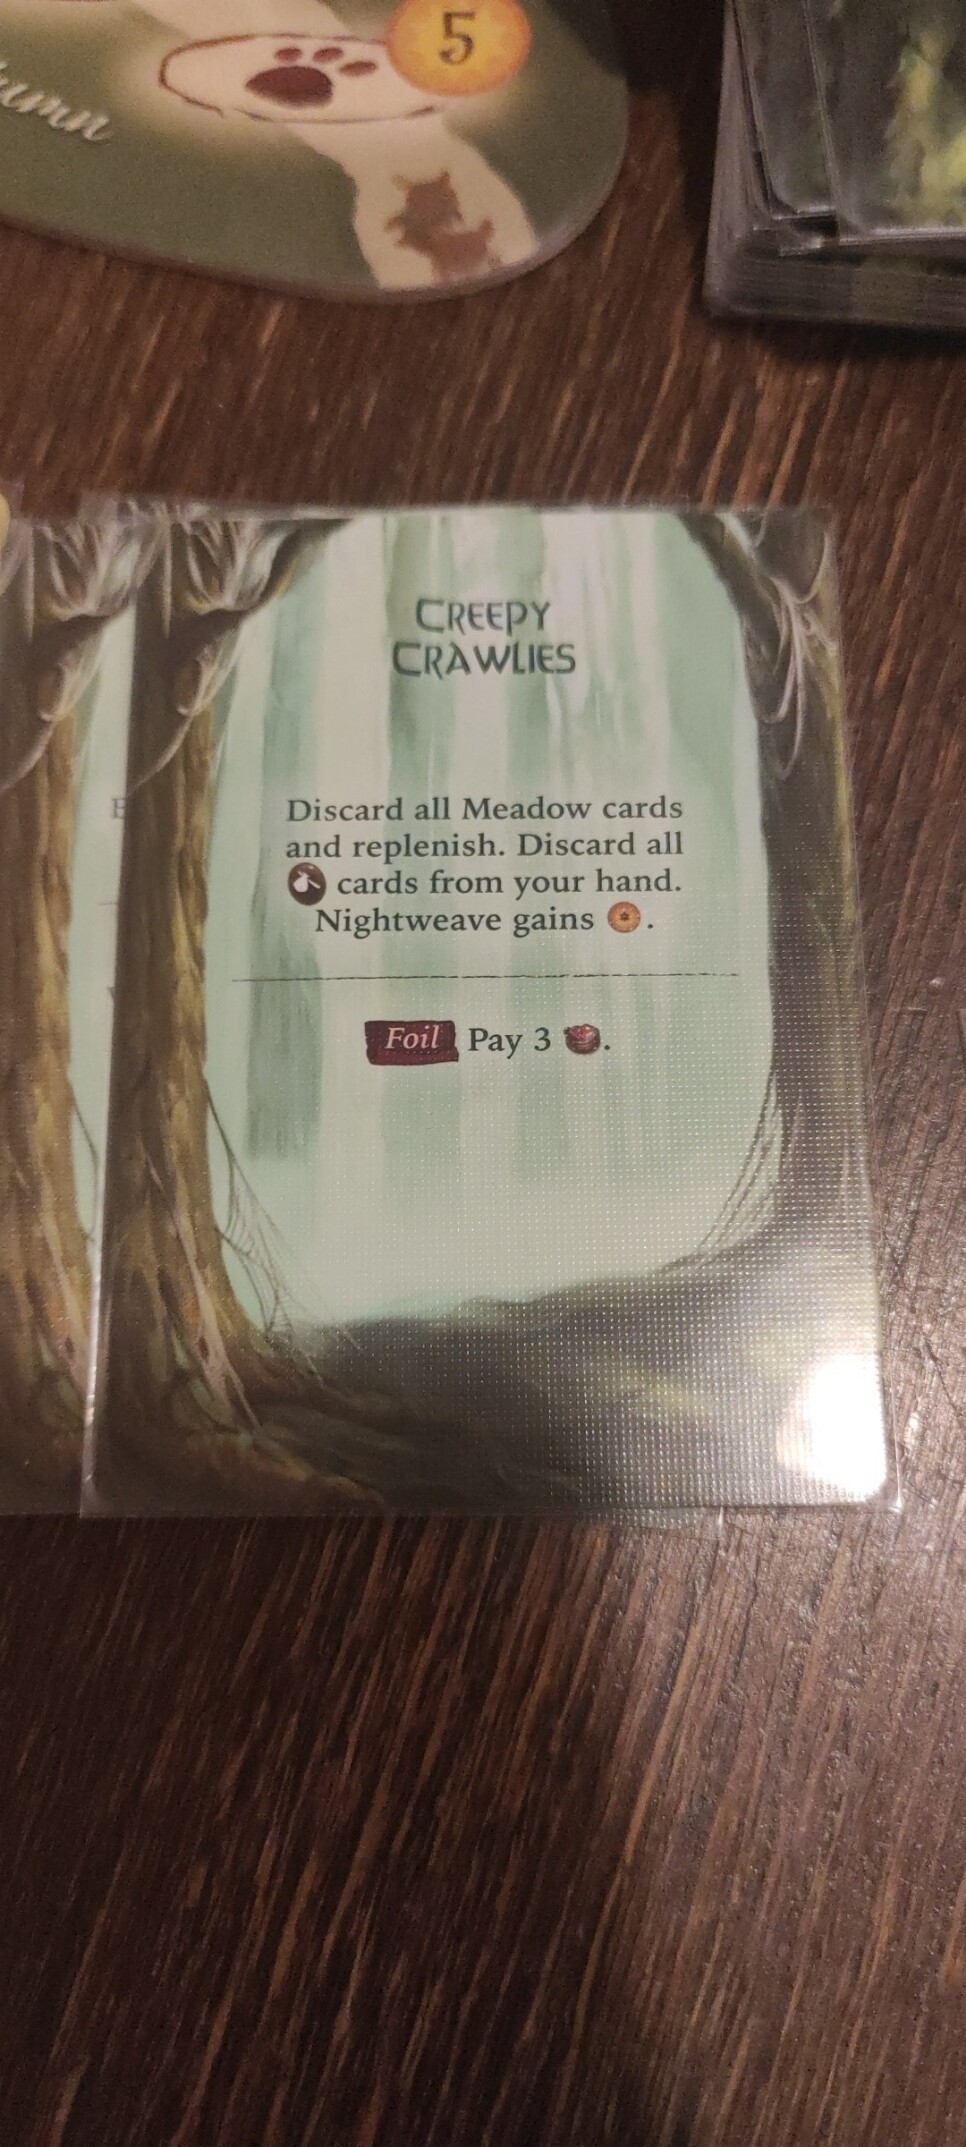 5
CREEPY
CRAWLIES
Discard all Meadow cards
and replenish. Discard all
cards from your hand.
Nightweave gains .
Foil Pay 3 .